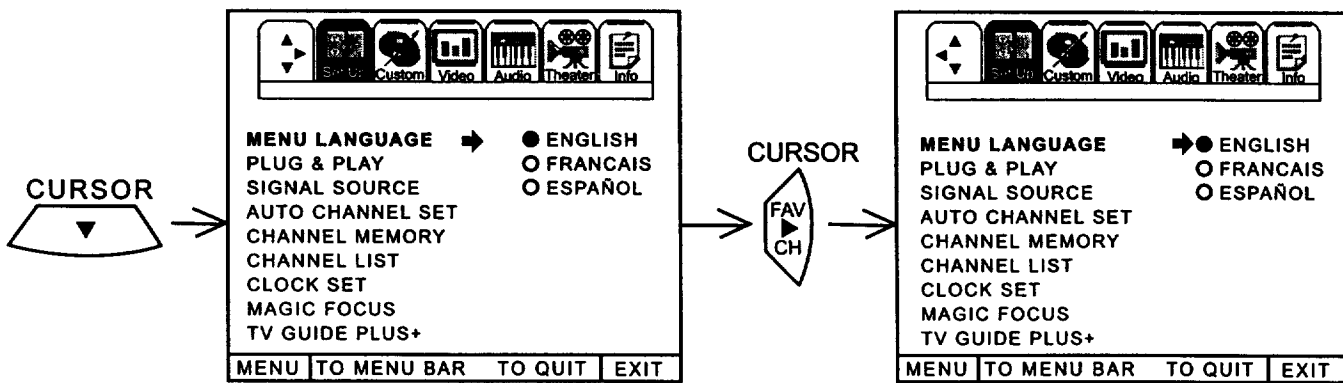 CURSOR
Set Up Custom Video Audio Theater Info
MENU LANGUAGE ENGLISH
PLUG & PLAY FRANCAIS
SIGNAL SOURCE ESPAÑOL
AUTO CHANNEL SET
CHANNEL MEMORY
CHANNEL LIST
CLOCK SET
MAGIC FOCUS
TV GUIDE PLUS+
MENU TO MENU BAR TO QUIT EXIT
CURSOR
FAV
CH
Set Up Custom Video Audio Theater Info
MENU LANGUAGE ENGLISH
PLUG & PLAY FRANCAIS
SIGNAL SOURCE ESPAÑOL
AUTO CHANNEL SET
CHANNEL MEMORY
CHANNEL LIST
CLOCK SET
MAGIC FOCUS
TV GUIDE PLUS+
MENU TO MENU BAR TO QUIT EXIT